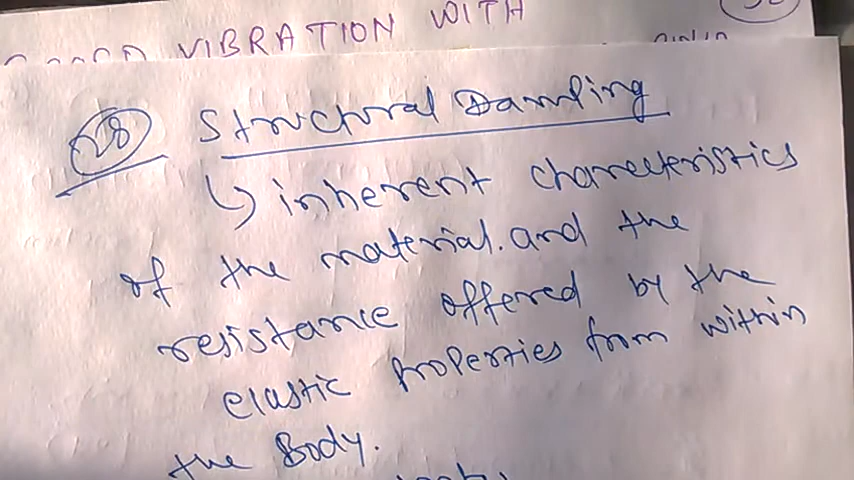 VIBRATION WITH
28 Structural Damping
↳ inherent charecteristics
of the material. and the
resistance offered by the
elastic properties from within
the Body.